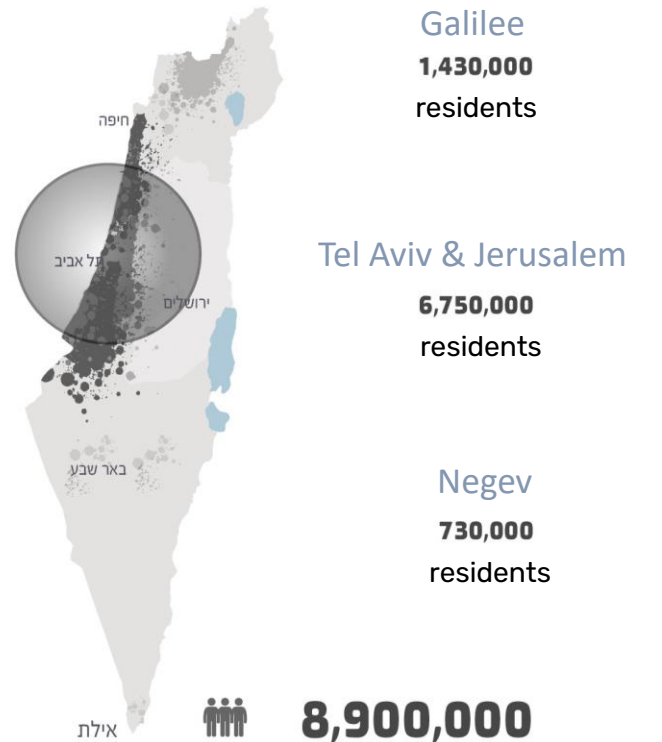 Galilee
1,430,000
residents
חיפה
Tel Aviv & Jerusalem
6,750,000
residents
תל אביב
ירושלים
Negev
730,000
residents
באר שבע
אילת
8,900,000